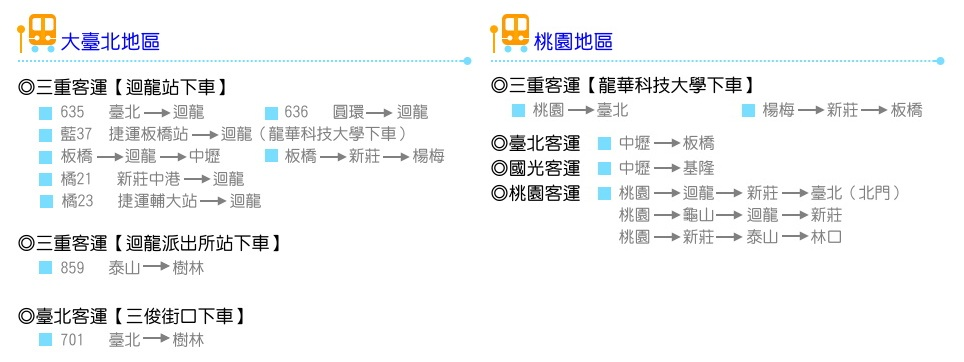 大臺北地區
◎三重客運【迴龍站下車】
635 臺北→迴龍 636 圓環→迴龍
藍37 捷運板橋站→迴龍（龍華科技大學下車）
板橋→迴龍→中壢 板橋→新莊→楊梅
橘21 新莊中港→迴龍
橘23 捷運輔大站→迴龍
◎三重客運【迴龍派出所站下車】
859 泰山→樹林
◎臺北客運【三俊街口下車】
701 臺北→樹林
桃園地區
◎三重客運【龍華科技大學下車】
桃園→臺北 楊梅→新莊→板橋
◎臺北客運 中壢→板橋
◎國光客運 中壢→基隆
◎桃園客運 桃園→迴龍→新莊→臺北（北門）
桃園→龜山→迴龍→新莊
桃園→新莊→泰山→林口